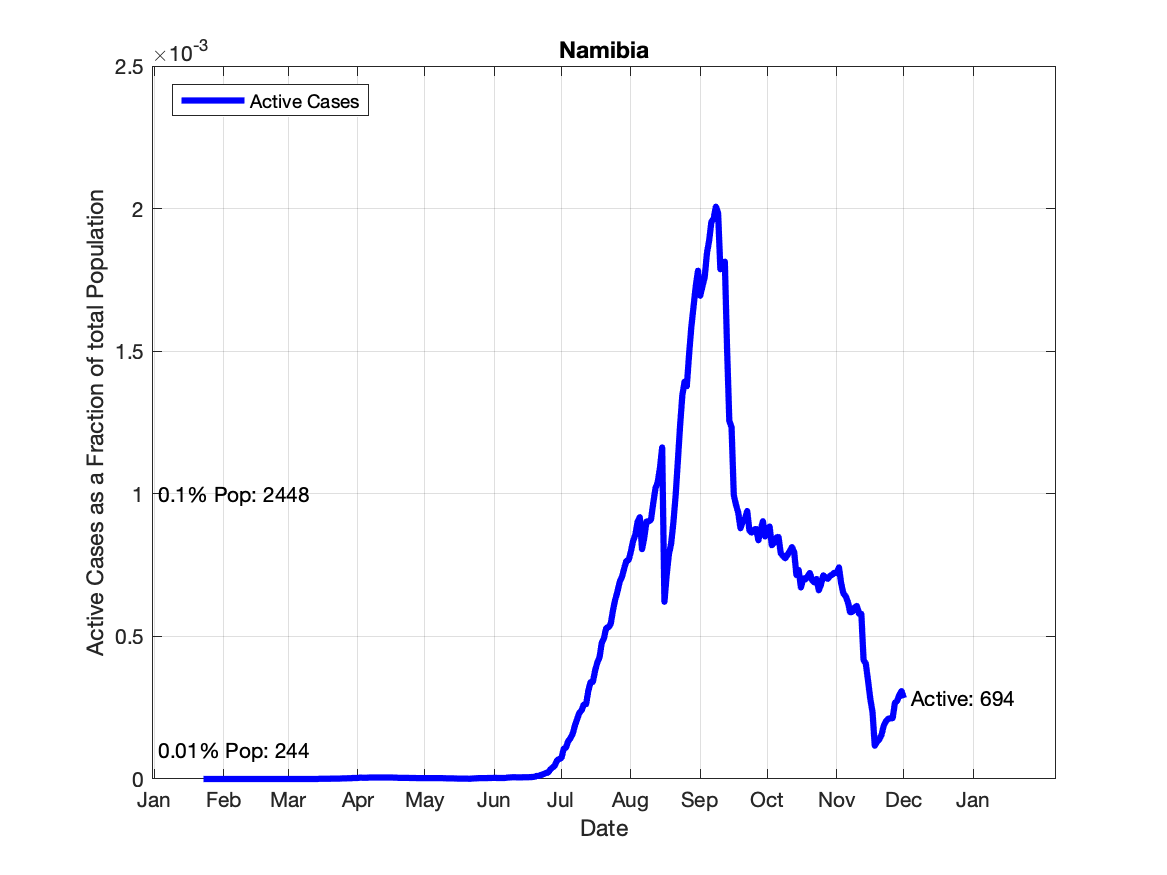 Namibia
×10-3
Active Cases
2.5
2
1.5
1
0.5
0
Active Cases as a Fraction of total Population
0.1% Pop: 2448
0.01% Pop: 244
Active: 694
Jan Feb Mar Apr May Jun Jul Aug Sep Oct Nov Dec Jan
Date